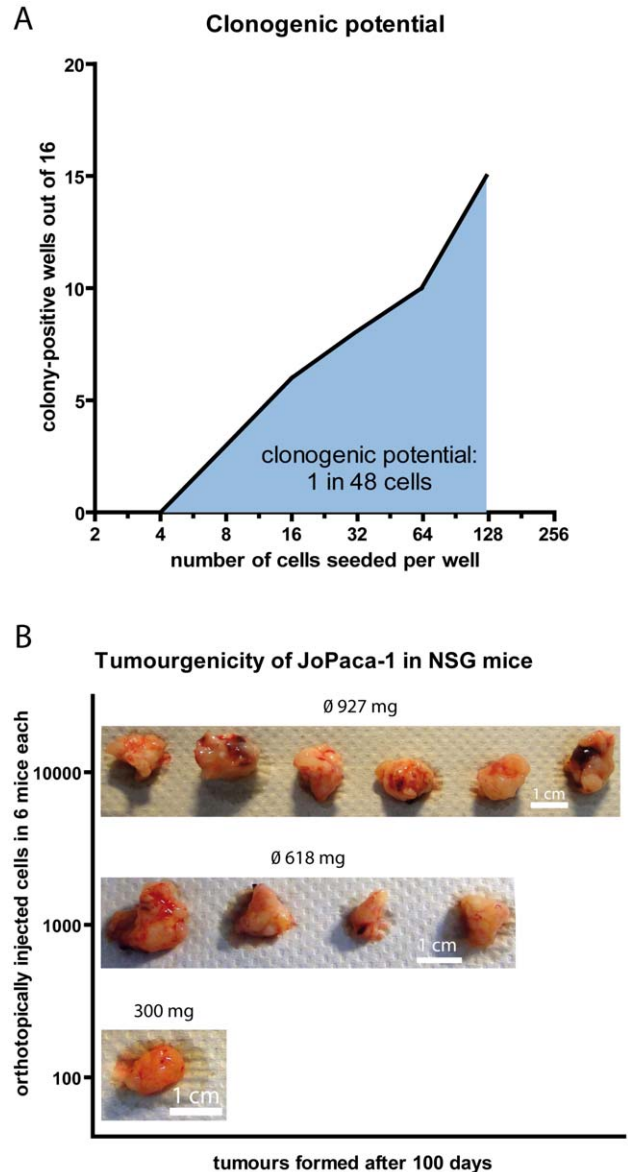 A
Clonogenic potential
colony-positive wells out of 16
20
15
10
5
0
clonogenic potential:
1 in 48 cells
2 4 8 16 32 64 128 256
number of cells seeded per well
B
Tumourgenicity of JoPaca-1 in NSG mice
orthotopically injected cells in 6 mice each
Ø 927 mg
10000
1 cm
Ø 618 mg
1000
1 cm
300 mg
100
1 cm
tumours formed after 100 days